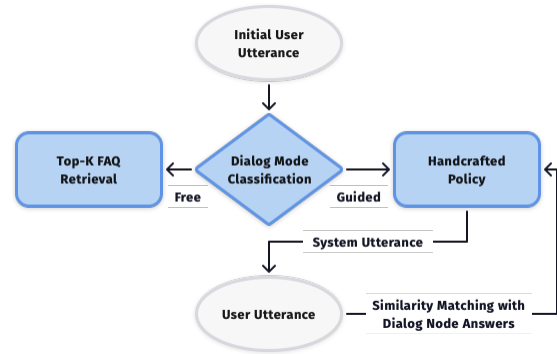 Initial User
Utterance
Top-K FAQ
Retrieval
Dialog Mode
Classification
Handcrafted
Policy
Free
Guided
System Utterance
User Utterance
Similarity Matching with
Dialog Node Answers